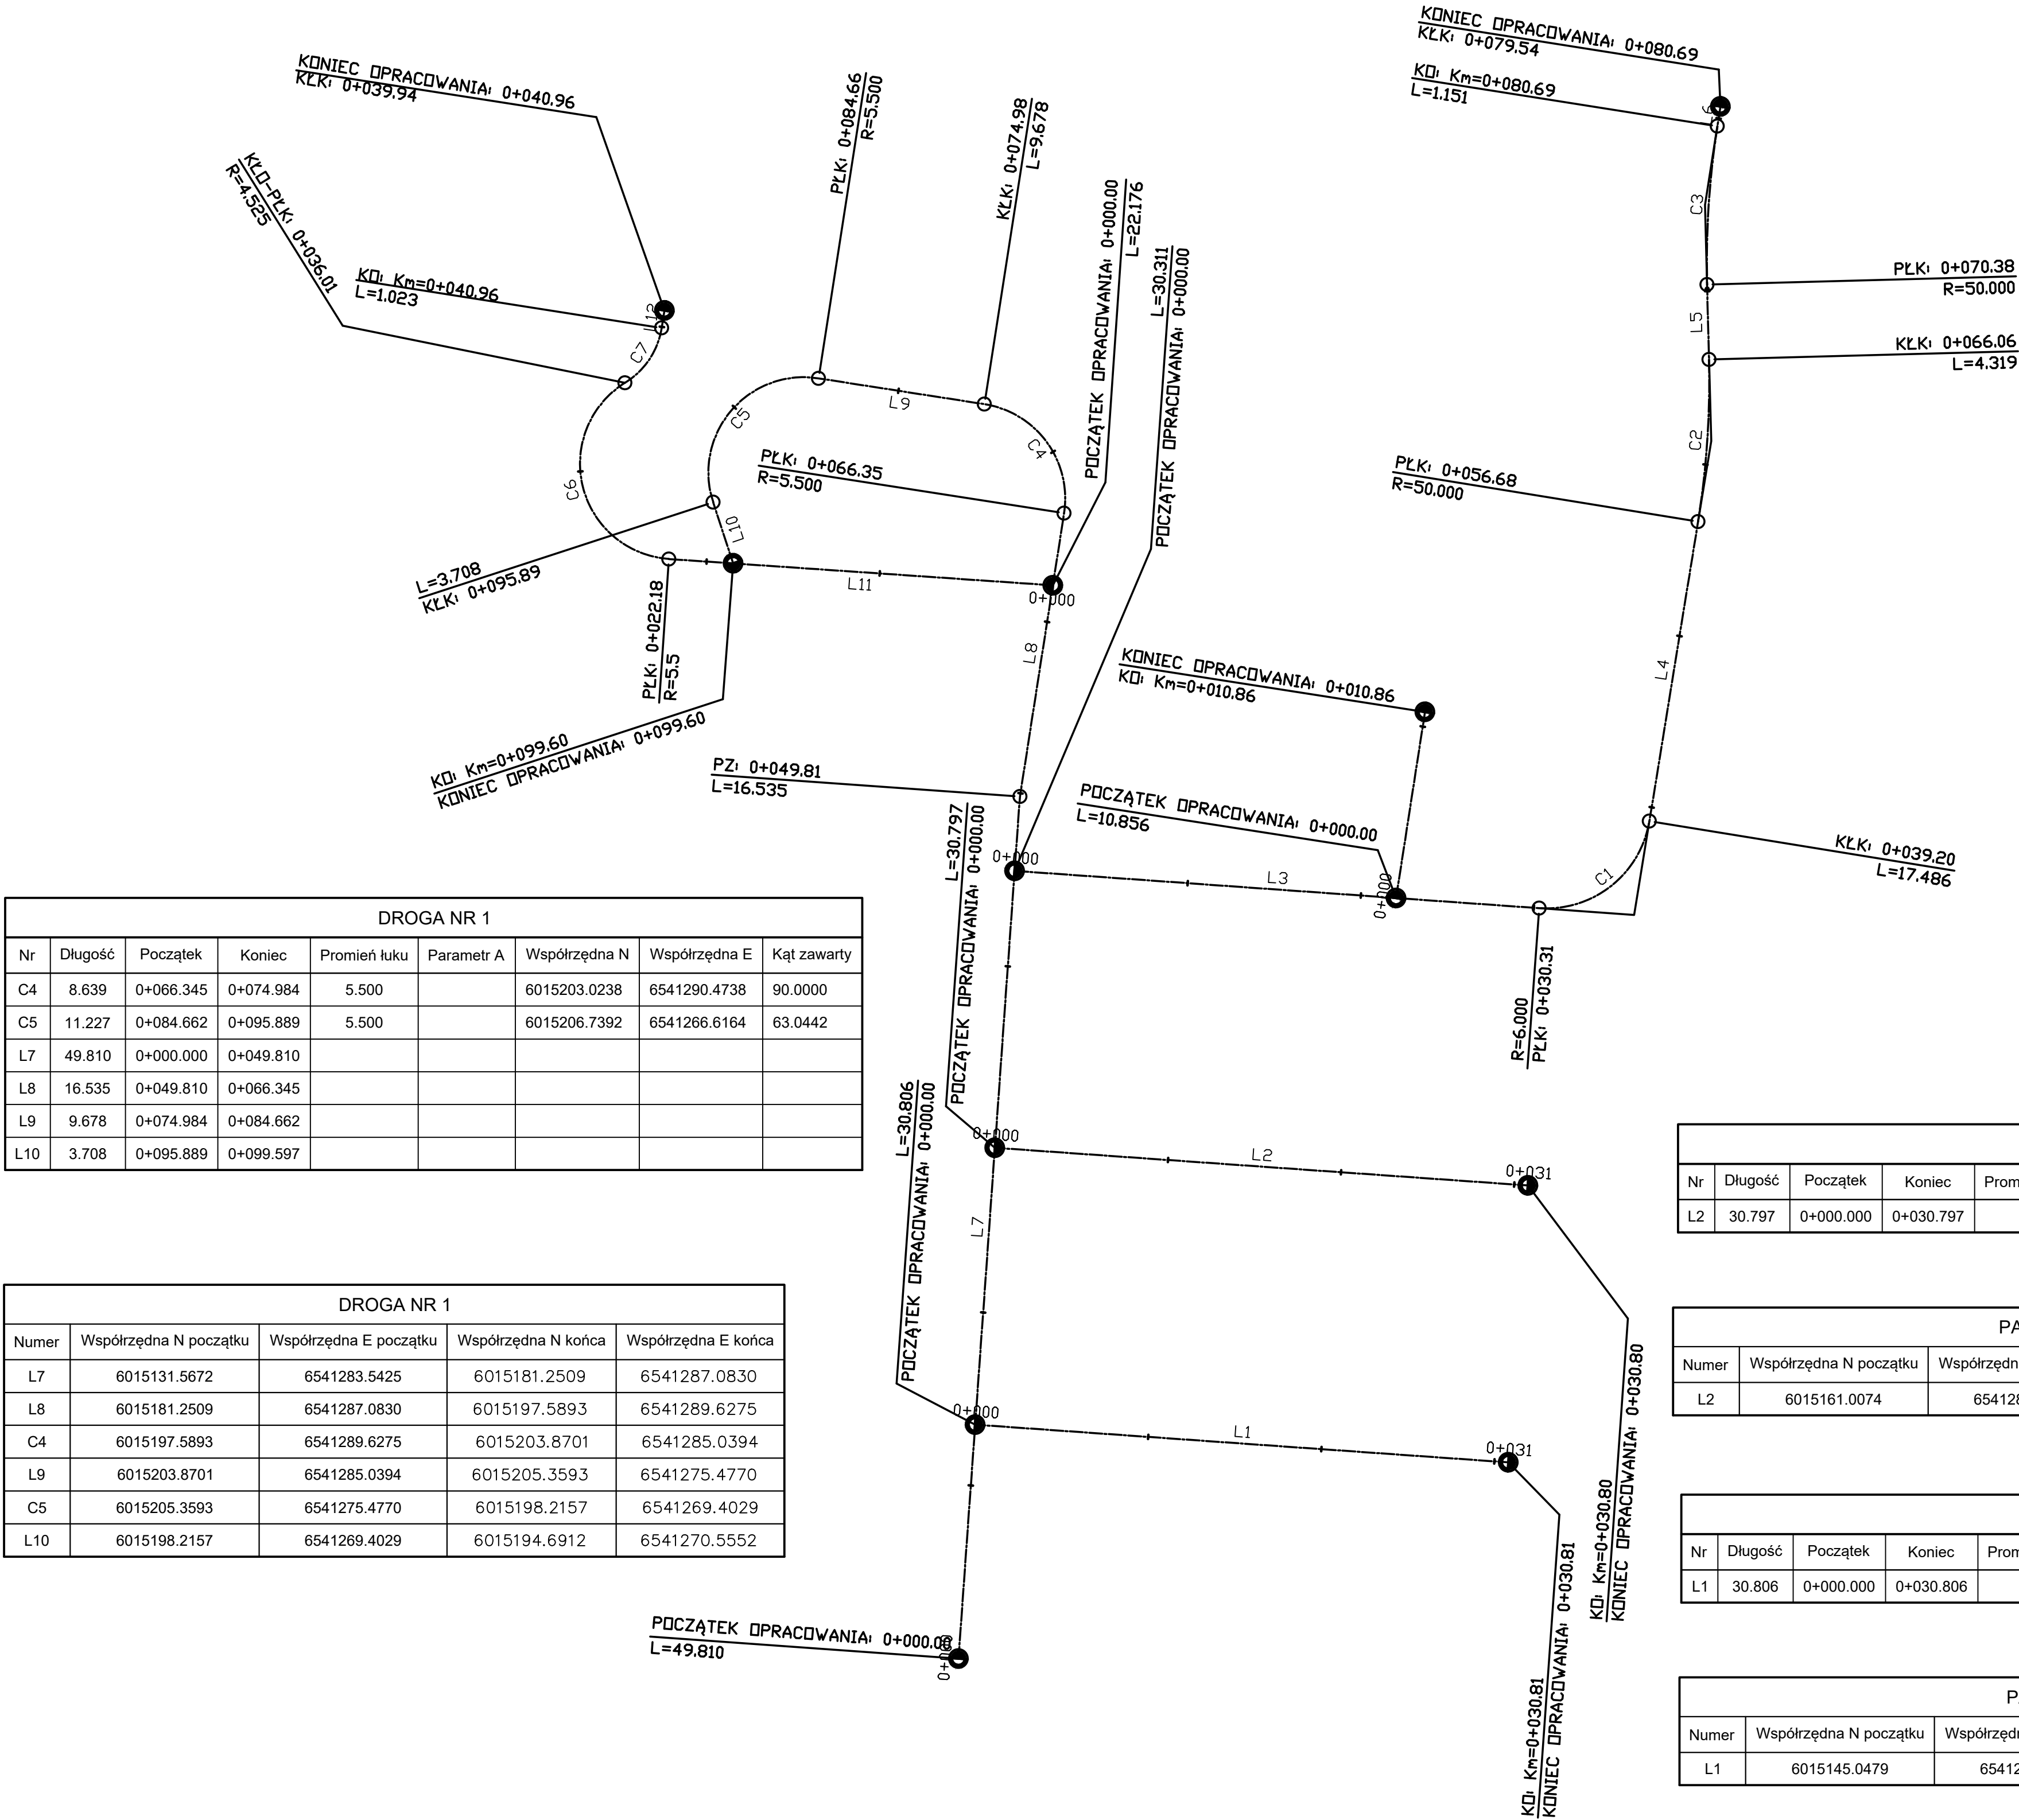 KONIEC OPRACOWANIA: 0+080.69
KŁK: 0+079.54
KO: Km=0+080.69
L=1.151
KONIEC OPRACOWANIA: 0+040.96
KŁK: 0+039.94
PŁK: 0+084.66
R=5.500
KŁK: 0+074.98
L=9.678
KŁO-PŁK: 0+036.01
R=4.525
KO: Km=0+040.96
L=1.023
POCZĄTEK OPRACOWANIA: 0+000.00
L=22.176
L=30.311
POCZĄTEK OPRACOWANIA: 0+000.00
L6
C3
PŁK: 0+070.38
R=50.000
L5
KŁK: 0+066.06
L=4.319
L12
C7
L9
C5
C4
C2
PŁK: 0+066.35
R=5.500
PŁK: 0+056.68
R=50.000
C6
L10
L=3.708
KŁK: 0+095.89
L11
0+000
PŁK: 0+022.18
R=5.5
L8
L4
KONIEC OPRACOWANIA: 0+010.86
KO: Km=0+010.86
KO: Km=0+099.60
KONIEC OPRACOWANIA: 0+099.60
PZ: 0+049.81
L=16.535
POCZĄTEK OPRACOWANIA: 0+000.00
L=10.856
0+000
L3
0+000
C1
KŁK: 0+039.20
L=17.486
L=30.797
POCZĄTEK OPRACOWANIA: 0+000.00
R=6.000
PŁK: 0+030.31
DROGA NR 1
Nr Długość Początek Koniec Promień łuku Parametr A Współrzędna N Współrzędna E Kąt zawarty
C4 8.639 0+066.345 0+074.984 5.500 6015203.0238 6541290.4738 90.0000
C5 11.227 0+084.662 0+095.889 5.500 6015206.7392 6541266.6164 63.0442
L7 49.810 0+000.000 0+049.810
L8 16.535 0+049.810 0+066.345
L9 9.678 0+074.984 0+084.662
L10 3.708 0+095.889 0+099.597
L=30.806
POCZĄTEK OPRACOWANIA: 0+000.00
0+000
L2
0+031
L7
Nr Długość Początek Koniec Prom
L2 30.797 0+000.000 0+030.797
DROGA NR 1
Numer Współrzędna N początku Współrzędna E początku Współrzędna N końca Współrzędna E końca
L7 6015131.5672 6541283.5425 6015181.2509 6541287.0830
L8 6015181.2509 6541287.0830 6015197.5893 6541289.6275
C4 6015197.5893 6541289.6275 6015203.8701 6541285.0394
L9 6015203.8701 6541285.0394 6015205.3593 6541275.4770
C5 6015205.3593 6541275.4770 6015198.2157 6541269.4029
L10 6015198.2157 6541269.4029 6015194.6912 6541270.5552
PA
Numer Współrzędna N początku Współrzędn
L2 6015161.0074 654128
0+000
L1
0+031
KO: Km=0+030.80
KONIEC OPRACOWANIA: 0+030.80
Nr Długość Początek Koniec Prom
L1 30.806 0+000.000 0+030.806
POCZĄTEK OPRACOWANIA: 0+000.00
L=49.810
0+000
KO: Km=0+030.81
KONIEC OPRACOWANIA: 0+030.81
P
Numer Współrzędna N początku Współrzędn
L1 6015145.0479 65412